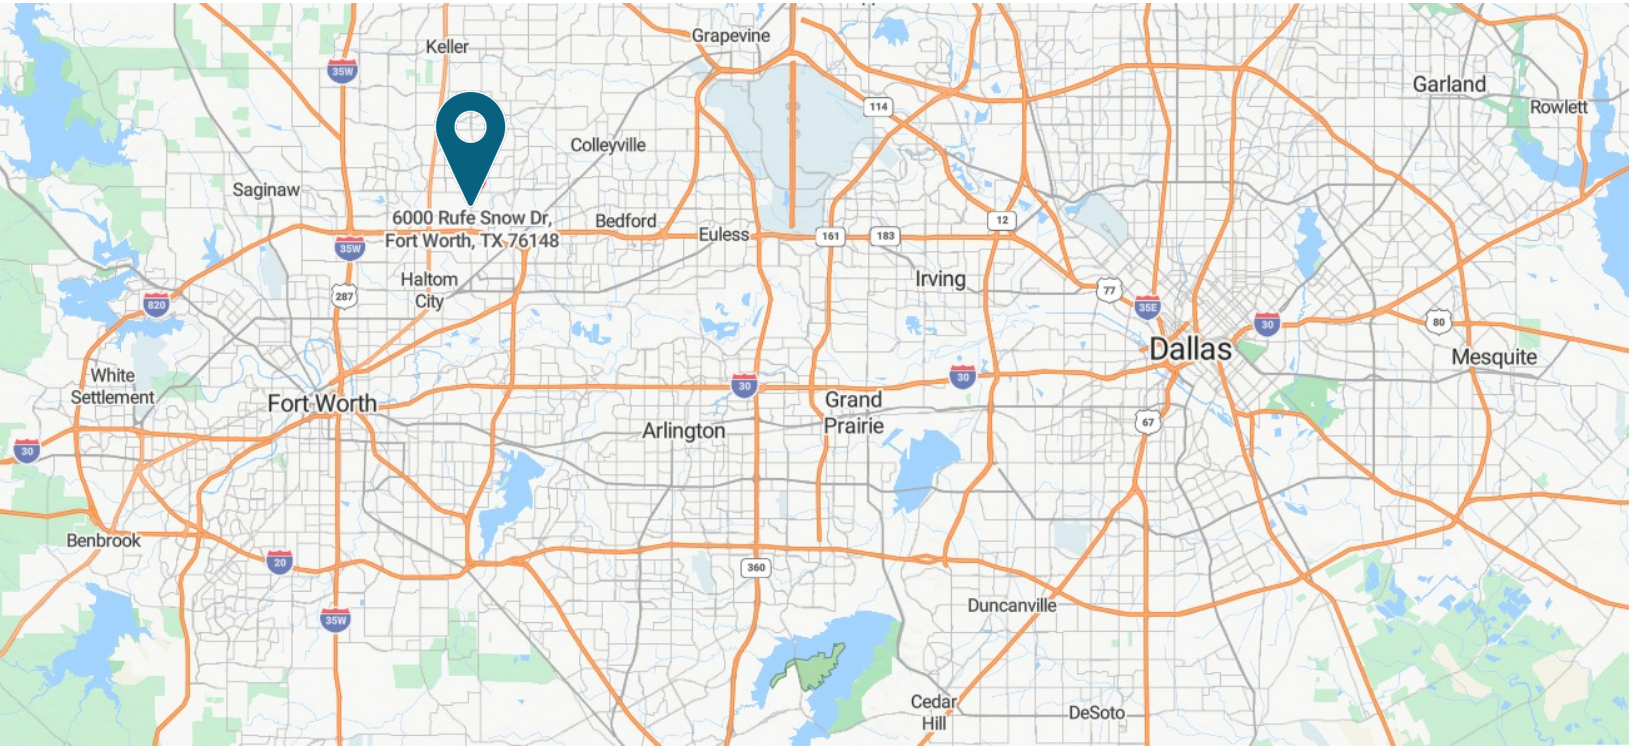 Grapevine
Keller
35W
Garland
114
Rowlett
Colleyville
Saginaw
6000 Rufe Snow Dr,
Fort Worth, TX 76148
Bedford
12
Euless
161
183
35W
Haltom
City
Irving
287
77
820
35E
30
80
Dallas
Mesquite
White
Settlement
30
30
Fort Worth
Grand
Prairie
Arlington
67
30
Benbrook
20
360
Duncanville
35W
Cedar
Hill
DeSoto